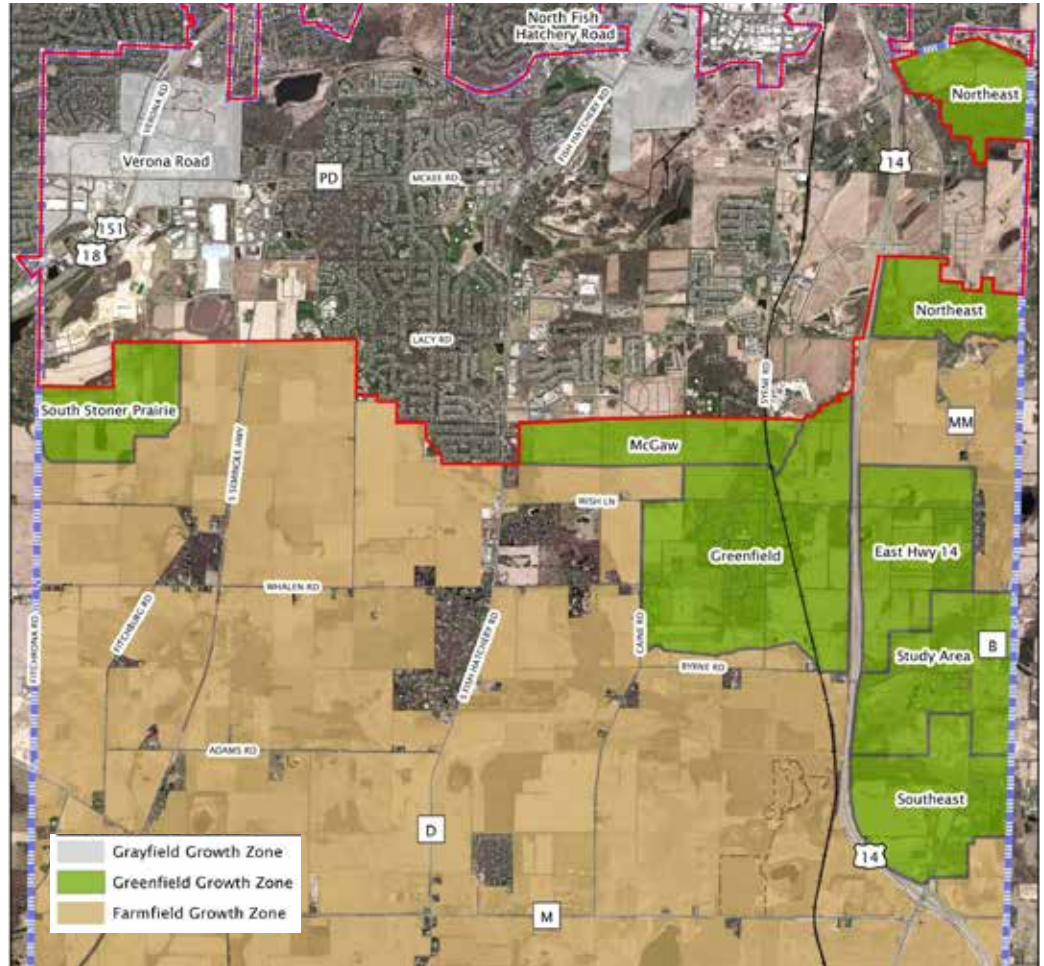 North Fish
Hatchery Road
Northeast
VERONA RD
FISH HATCHERY RD
Verona Road
PD
MCKEE RD
14
151
18
Northeast
LACY RD
SYENE RD
South Stoner Prairie
MM
McGaw
S SEMINOLE HWY
IRISH LN
Greenfield
East Hwy 14
WHALEN RD
FITCHRONA RD
FITCHBURG RD
S FISH HATCHERY RD
CAINE RD
B
Study Area
BYRNE RD
ADAMS RD
Southeast
D
14
Grayfield Growth Zone
Greenfield Growth Zone
Farmfield Growth Zone
M